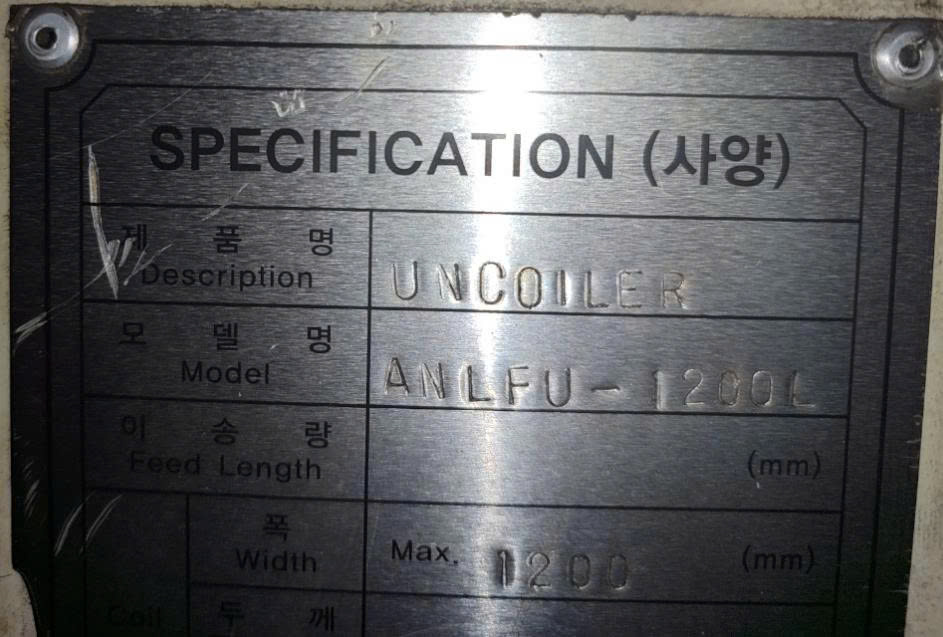 SPECIFICATION (사양)
제 품 명
Description
UNCOILER
모 델 명
Model
ANLFU-1200L
이 송 량
Feed Length
(mm)
폭
Width
Max. 1200 (mm)
Coil
두 께